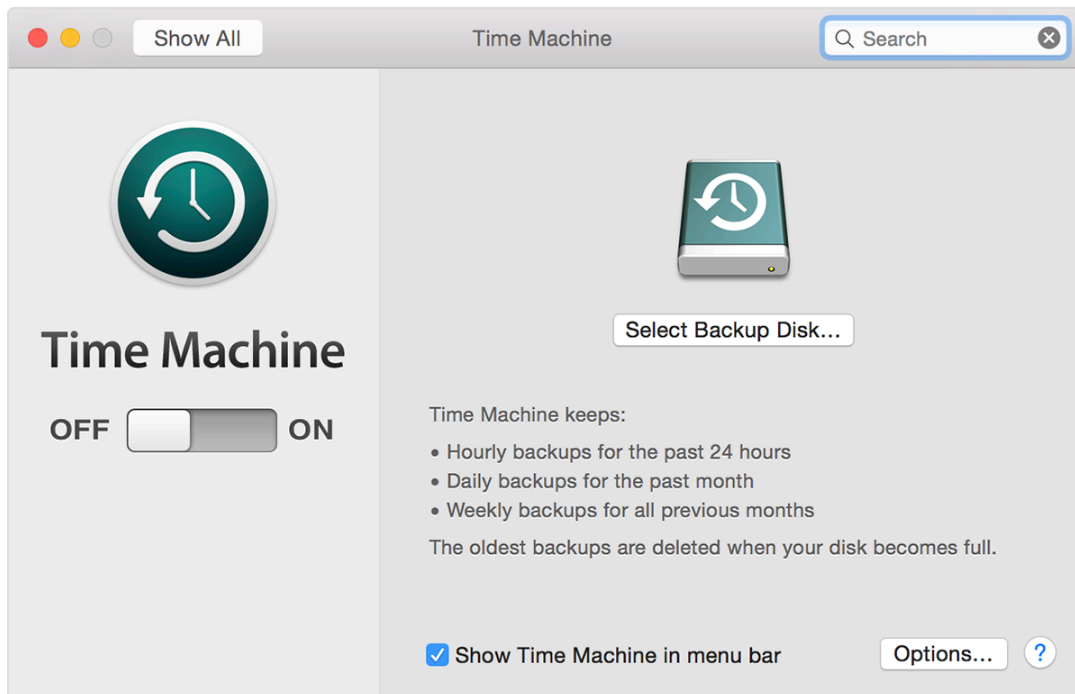 Show All
Time Machine
Search
Time Machine
OFF
ON
Select Backup Disk...
Time Machine keeps:
• Hourly backups for the past 24 hours
• Daily backups for the past month
• Weekly backups for all previous months
The oldest backups are deleted when your disk becomes full.
Show Time Machine in menu bar
Options...
?